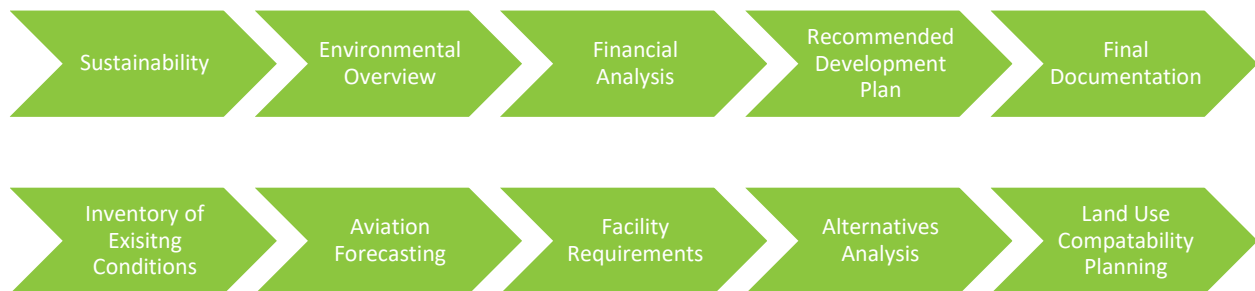 Sustainability
Environmental
Overview
Financial
Analysis
Recommended
Development
Plan
Final
Documentation
Inventory of
Exisitng
Conditions
Aviation
Forecasting
Facility
Requirements
Alternatives
Analysis
Land Use
Compatability
Planning